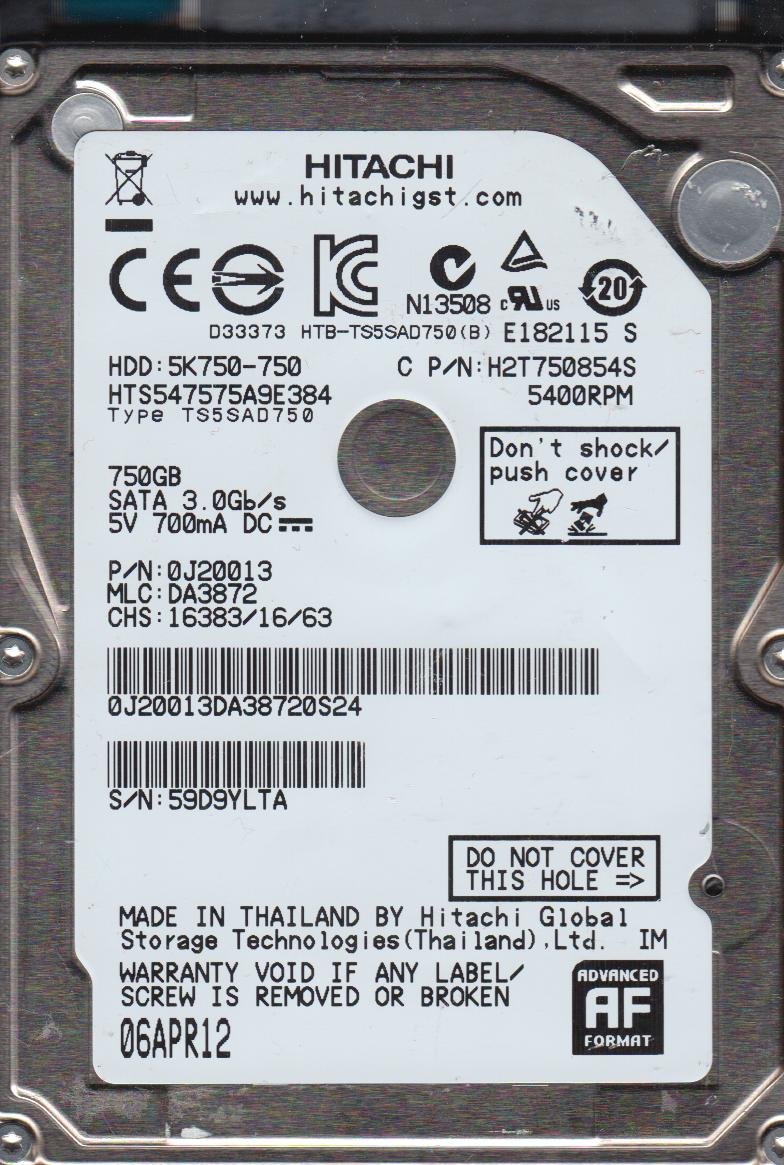 HITACHI
www.hitachigst.com
N13508 c us 20
D33373 HTB-TS5SAD750(B) E182115 S
HDD:5K750-750 C P/N:H2T750854S
HTS547575A9E384 5400RPM
Type TS5SAD750
Don't shock/
push cover
750GB
SATA 3.0Gb/s
5V 700mA DC
P/N:0J20013
MLC:DA3872
CHS:16383/16/63
0J20013DA38720S24
S/N:59D9YLTA
DO NOT COVER
THIS HOLE =>
MADE IN THAILAND BY Hitachi Global
Storage Technologies(Thailand),Ltd. IM
WARRANTY VOID IF ANY LABEL/
SCREW IS REMOVED OR BROKEN
06APR12
ADVANCED
AF
FORMAT